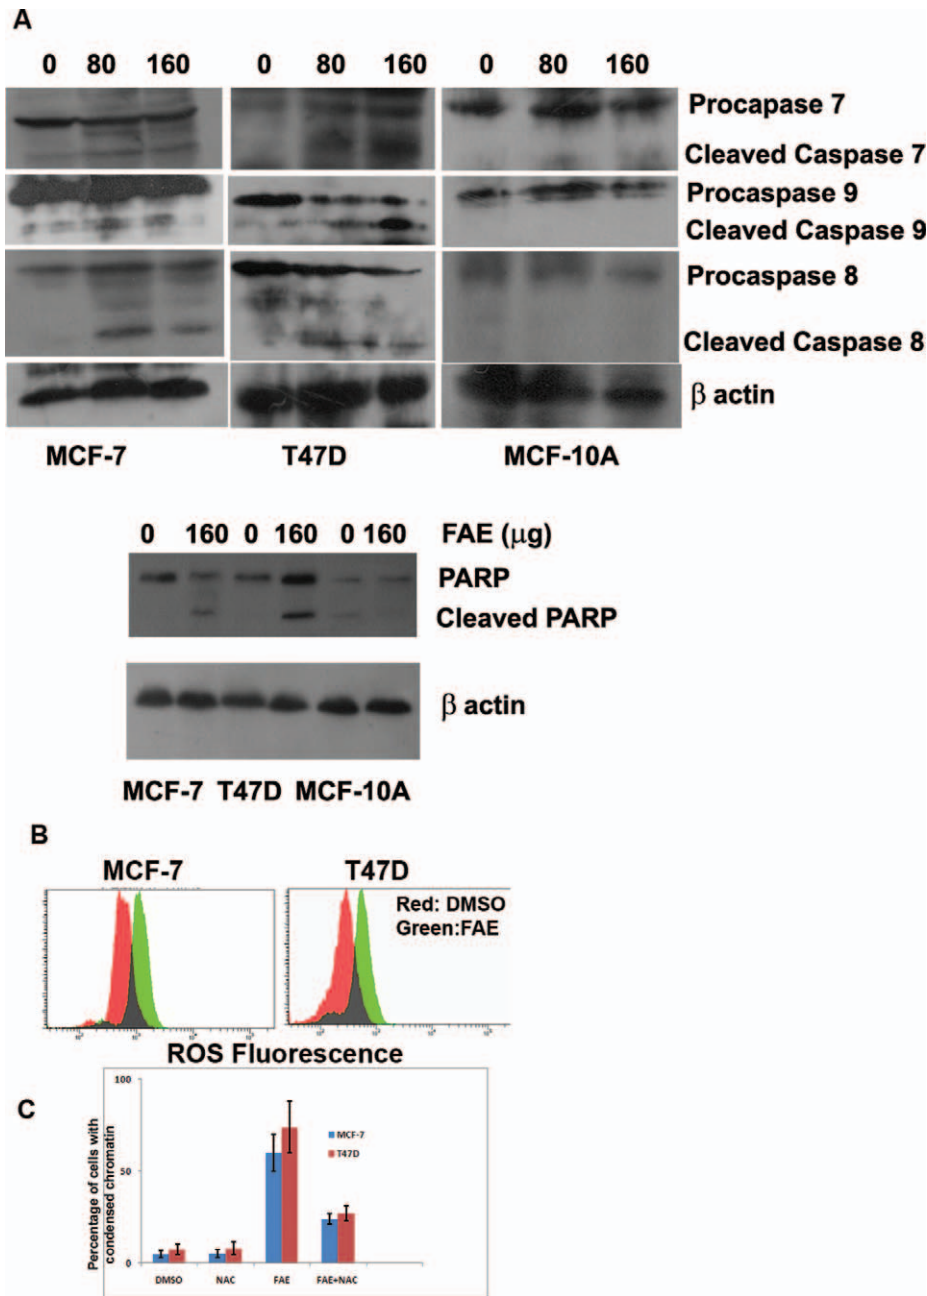 A
0 80 160 0 80 160 0 80 160
Procapase 7
Cleaved Caspase 7
Procaspase 9
Cleaved Caspase 9
Procaspase 8
Cleaved Caspase 8
β actin
MCF-7 T47D MCF-10A
0 160 0 160 0 160 FAE (μg)
PARP
Cleaved PARP
β actin
MCF-7 T47D MCF-10A
B
MCF-7 T47D
Red: DMSO
Green:FAE
ROS Fluorescence
C
Percentage of cells with
condensed chromatin
100
50
0
MCF-7
T47D
DMSO NAC FAE FAE+NAC